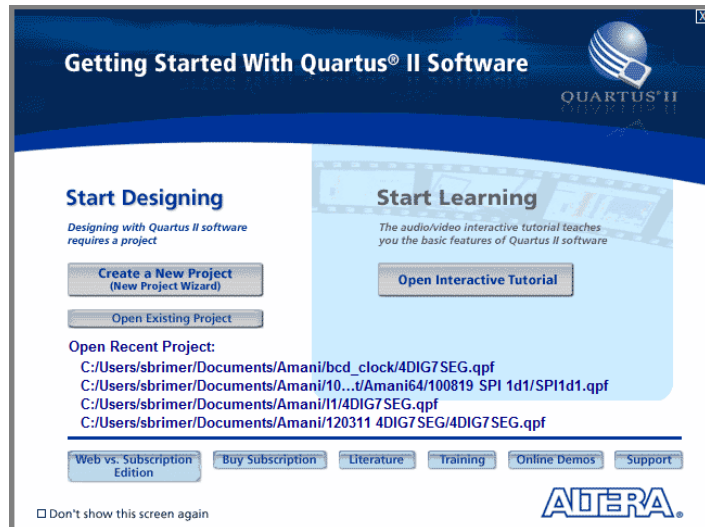 X
Getting Started With Quartus® II Software
QUARTUS® II
Start Designing
Designing with Quartus II software
requires a project
Create a New Project
(New Project Wizard)
Open Existing Project
Start Learning
The audio/video interactive tutorial teaches
you the basic features of Quartus II software
Open Interactive Tutorial
Open Recent Project:
C:/Users/sbrimer/Documents/Amani/bcd_clock/4DIG7SEG.qpf
C:/Users/sbrimer/Documents/Amani/10...t/Amani64/100819 SPI 1d1/SPI1d1.qpf
C:/Users/sbrimer/Documents/Amani/I1/4DIG7SEG.qpf
C:/Users/sbrimer/Documents/Amani/120311 4DIG7SEG/4DIG7SEG.qpf
Web vs. Subscription
Edition
Buy Subscription
Literature
Training
Online Demos
Support
Don't show this screen again
ALTERA®